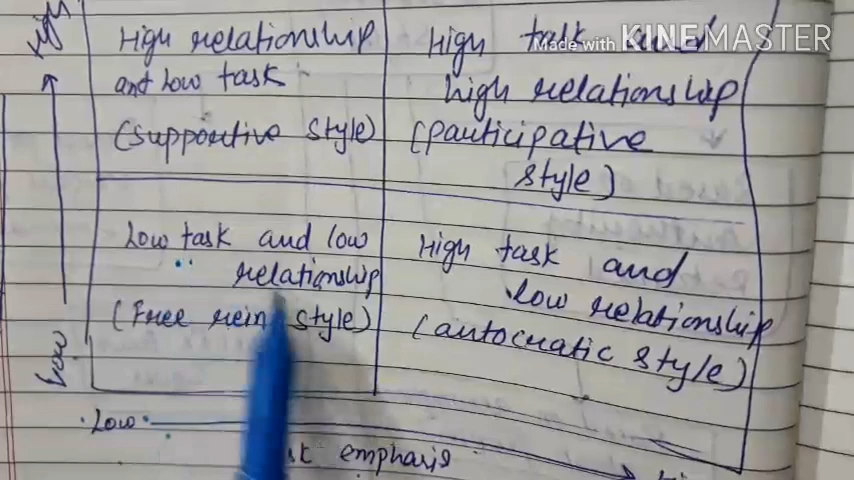 High
High relationship
and low task
(supportive style)
High task and
high relationship
(participative
style)
Made with KINEMASTER
Low task and low
relationship
(Free rein style)
High task and
low relationship
(autocratic style)
Low
Low
emphasis